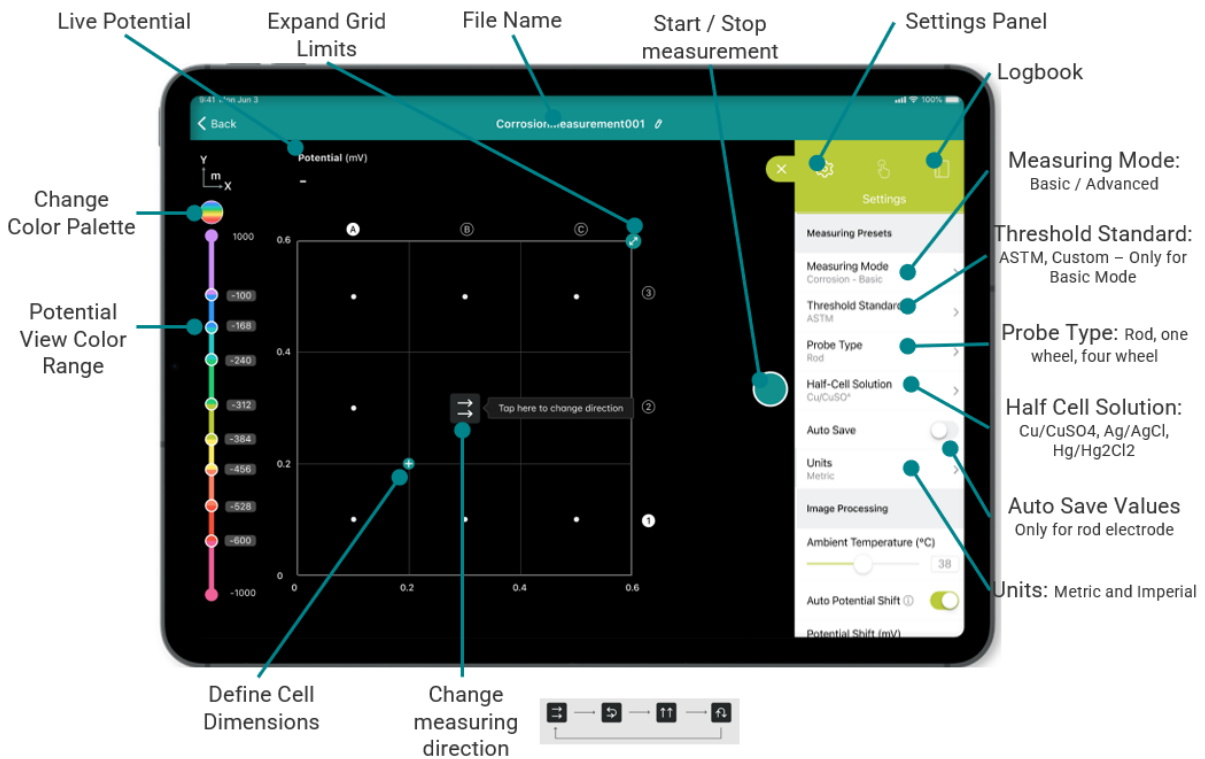 Live Potential
Expand Grid
Limits
File Name
Start / Stop
measurement
Settings Panel
Logbook
9:41 Mon Jun 3
100%
Back
CorrosionMeasurement001
Y
m
X
Potential (mV)
–
Settings
Change
Color Palette
Potential
View Color
Range
1000
-100
-168
-240
-312
-384
-456
-528
-600
-1000
A
B
C
0.6
3
0.4
Tap here to change direction
2
0.2
1
0
0
0.2
0.4
0.6
Measuring Presets
Measuring Mode
Corrosion - Basic
Threshold Standard
ASTM
Probe Type
Rod
Half-Cell Solution
Cu/CuSO⁴
Auto Save
Units
Metric
Image Processing
Ambient Temperature (°C)
38
Auto Potential Shift
Potential Shift (mV)
Measuring Mode:
Basic / Advanced
Threshold Standard:
ASTM, Custom – Only for
Basic Mode
Probe Type: Rod, one
wheel, four wheel
Half Cell Solution:
Cu/CuSO4, Ag/AgCl,
Hg/Hg2Cl2
Auto Save Values
Only for rod electrode
Units: Metric and Imperial
Define Cell
Dimensions
Change
measuring
direction